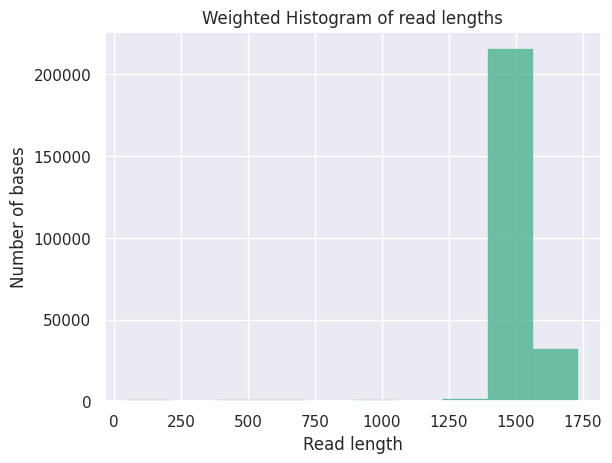 Weighted Histogram of read lengths
Number of bases
200000
150000
100000
50000
0
0 250 500 750 1000 1250 1500 1750
Read length